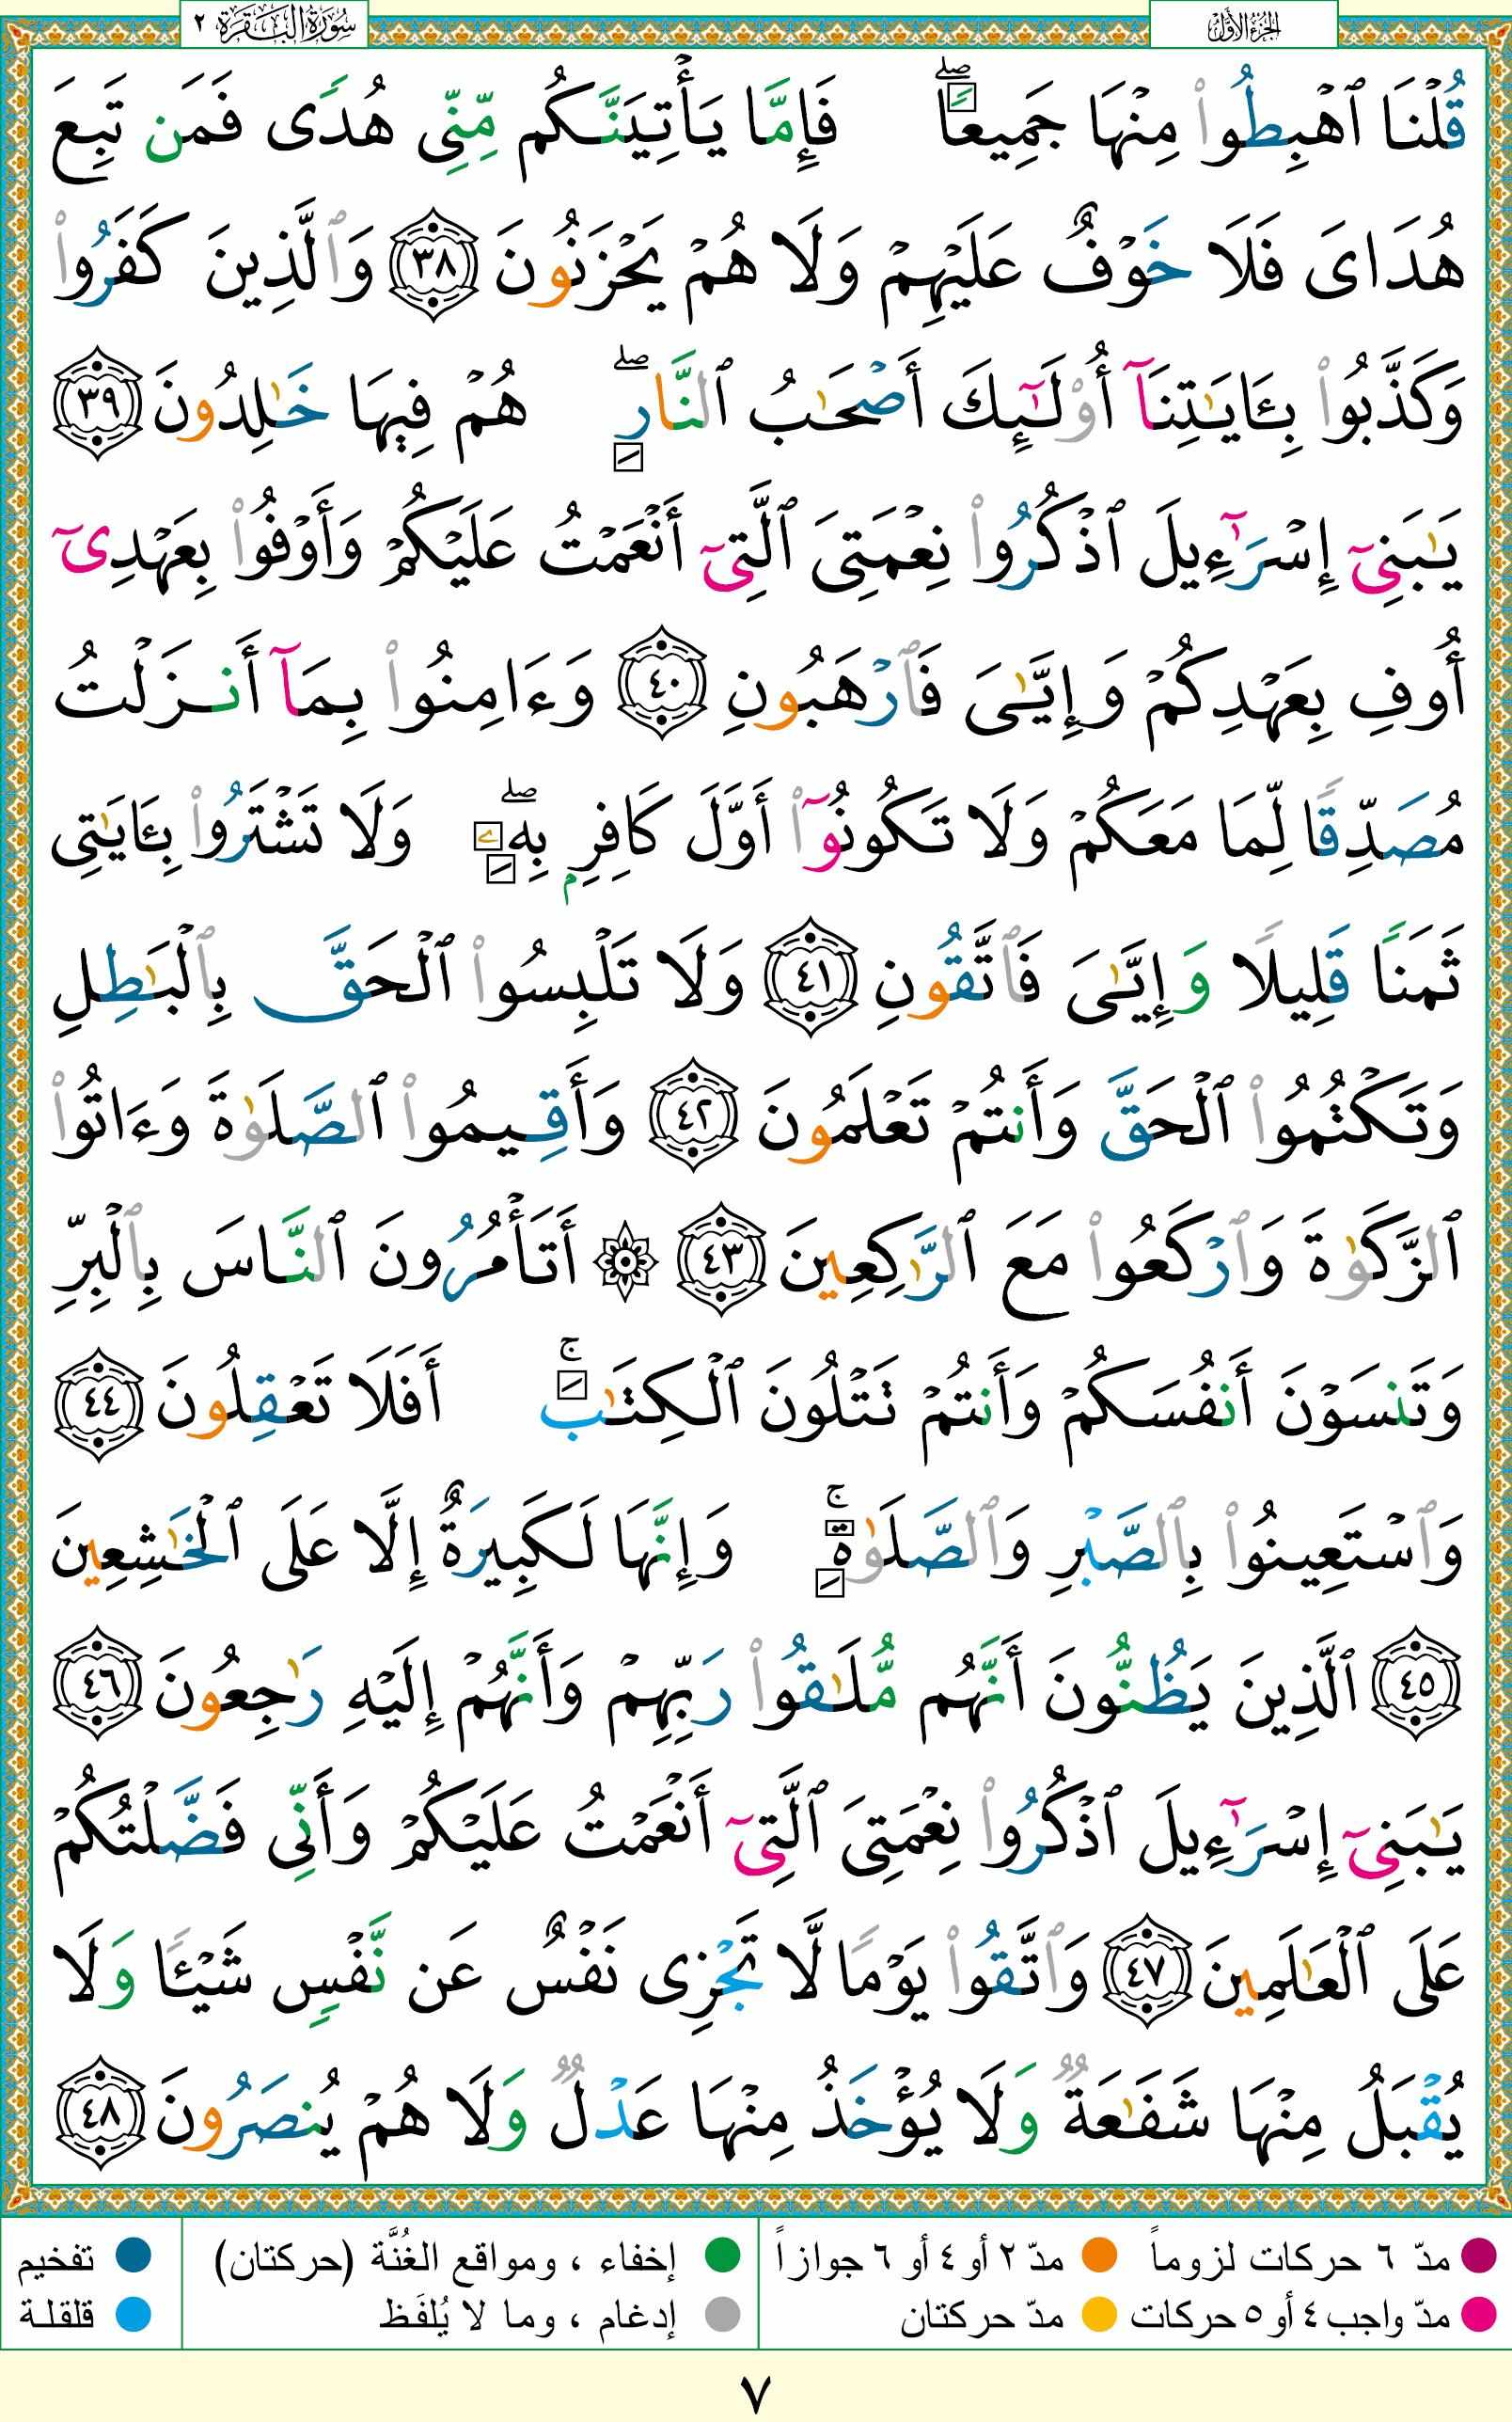 الجزء الأول
سورة البقرة ٢
قُلْنَا ٱهْبِطُوا۟ مِنْهَا جَمِيعًۭا ۖ فَإِمَّا يَأْتِيَنَّكُم مِّنِّى هُدًۭى فَمَن تَبِعَ
هُدَاىَ فَلَا خَوْفٌ عَلَيْهِمْ وَلَا هُمْ يَحْزَنُونَ ٣٨ وَٱلَّذِينَ كَفَرُوا۟
وَكَذَّبُوا۟ بِـَٔايَـٰتِنَآ أُو۟لَـٰٓئِكَ أَصْحَـٰبُ ٱلنَّارِ ۖ هُمْ فِيهَا خَـٰلِدُونَ ٣٩
يَـٰبَنِىٓ إِسْرَٰٓءِيلَ ٱذْكُرُوا۟ نِعْمَتِىَ ٱلَّتِىٓ أَنْعَمْتُ عَلَيْكُمْ وَأَوْفُوا۟ بِعَهْدِىٓ
أُوفِ بِعَهْدِكُمْ وَإِيَّـٰىَ فَٱرْهَبُونِ ٤٠ وَءَامِنُوا۟ بِمَآ أَنزَلْتُ
مُصَدِّقًۭا لِّمَا مَعَكُمْ وَلَا تَكُونُوٓا۟ أَوَّلَ كَافِرٍۭ بِهِۦ ۖ وَلَا تَشْتَرُوا۟ بِـَٔايَـٰتِى
ثَمَنًۭا قَلِيلًۭا وَإِيَّـٰىَ فَٱتَّقُونِ ٤١ وَلَا تَلْبِسُوا۟ ٱلْحَقَّ بِٱلْبَـٰطِلِ
وَتَكْتُمُوا۟ ٱلْحَقَّ وَأَنتُمْ تَعْلَمُونَ ٤٢ وَأَقِيمُوا۟ ٱلصَّلَوٰةَ وَءَاتُوا۟
ٱلزَّكَوٰةَ وَٱرْكَعُوا۟ مَعَ ٱلرَّٰكِعِينَ ٤٣ ۞ أَتَأْمُرُونَ ٱلنَّاسَ بِٱلْبِرِّ
وَتَنسَوْنَ أَنفُسَكُمْ وَأَنتُمْ تَتْلُونَ ٱلْكِتَـٰبَ ۚ أَفَلَا تَعْقِلُونَ ٤٤
وَٱسْتَعِينُوا۟ بِٱلصَّبْرِ وَٱلصَّلَوٰةِ ۚ وَإِنَّهَا لَكَبِيرَةٌ إِلَّا عَلَى ٱلْخَـٰشِعِينَ
٤٥ ٱلَّذِينَ يَظُنُّونَ أَنَّهُم مُّلَـٰقُوا۟ رَبِّهِمْ وَأَنَّهُمْ إِلَيْهِ رَٰجِعُونَ ٤٦
يَـٰبَنِىٓ إِسْرَٰٓءِيلَ ٱذْكُرُوا۟ نِعْمَتِىَ ٱلَّتِىٓ أَنْعَمْتُ عَلَيْكُمْ وَأَنِّى فَضَّلْتُكُمْ
عَلَى ٱلْعَـٰلَمِينَ ٤٧ وَٱتَّقُوا۟ يَوْمًۭا لَّا تَجْزِى نَفْسٌ عَن نَّفْسٍۢ شَيْـًۭٔا وَلَا
يُقْبَلُ مِنْهَا شَفَـٰعَةٌۭ وَلَا يُؤْخَذُ مِنْهَا عَدْلٌۭ وَلَا هُمْ يُنصَرُونَ ٤٨
مدّ ٦ حركات لزوماً مدّ ٢ أو ٤ أو ٦ جوازاً إخفاء ، ومواقع الغُنَّة (حركتان) تفخيم
مدّ واجب ٤ أو ٥ حركات مدّ حركتان إدغام ، وما لا يُلفَظ قلقلة
٧